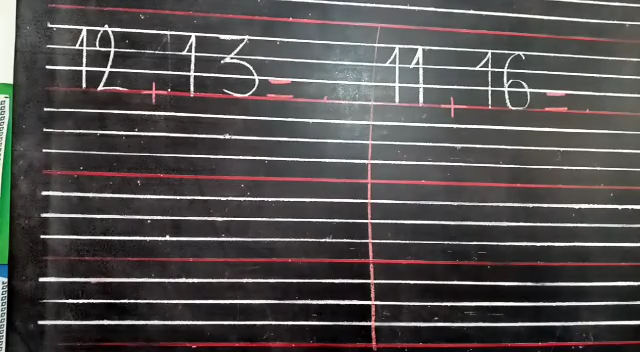 12 + 13 = 11 + 16 =